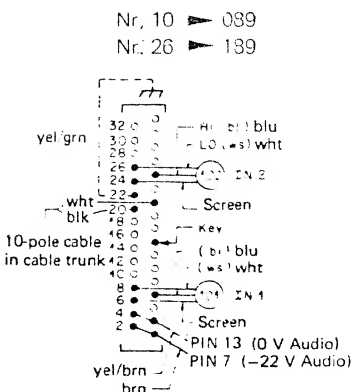 Nr. 10 ► 089
Nr. 26 ► 189
32
30
28
26
24
22
20
18
16
14
12
10
8
6
4
2
yel/grn
wht
blk
10-pole cable
in cable trunk
Hi (bl) blu
LO (ws) wht
IN 2
Screen
Key
(bl) blu
(ws) wht
IN 1
Screen
PIN 13 (0 V Audio)
PIN 7 (−22 V Audio)
yel/brn
brn